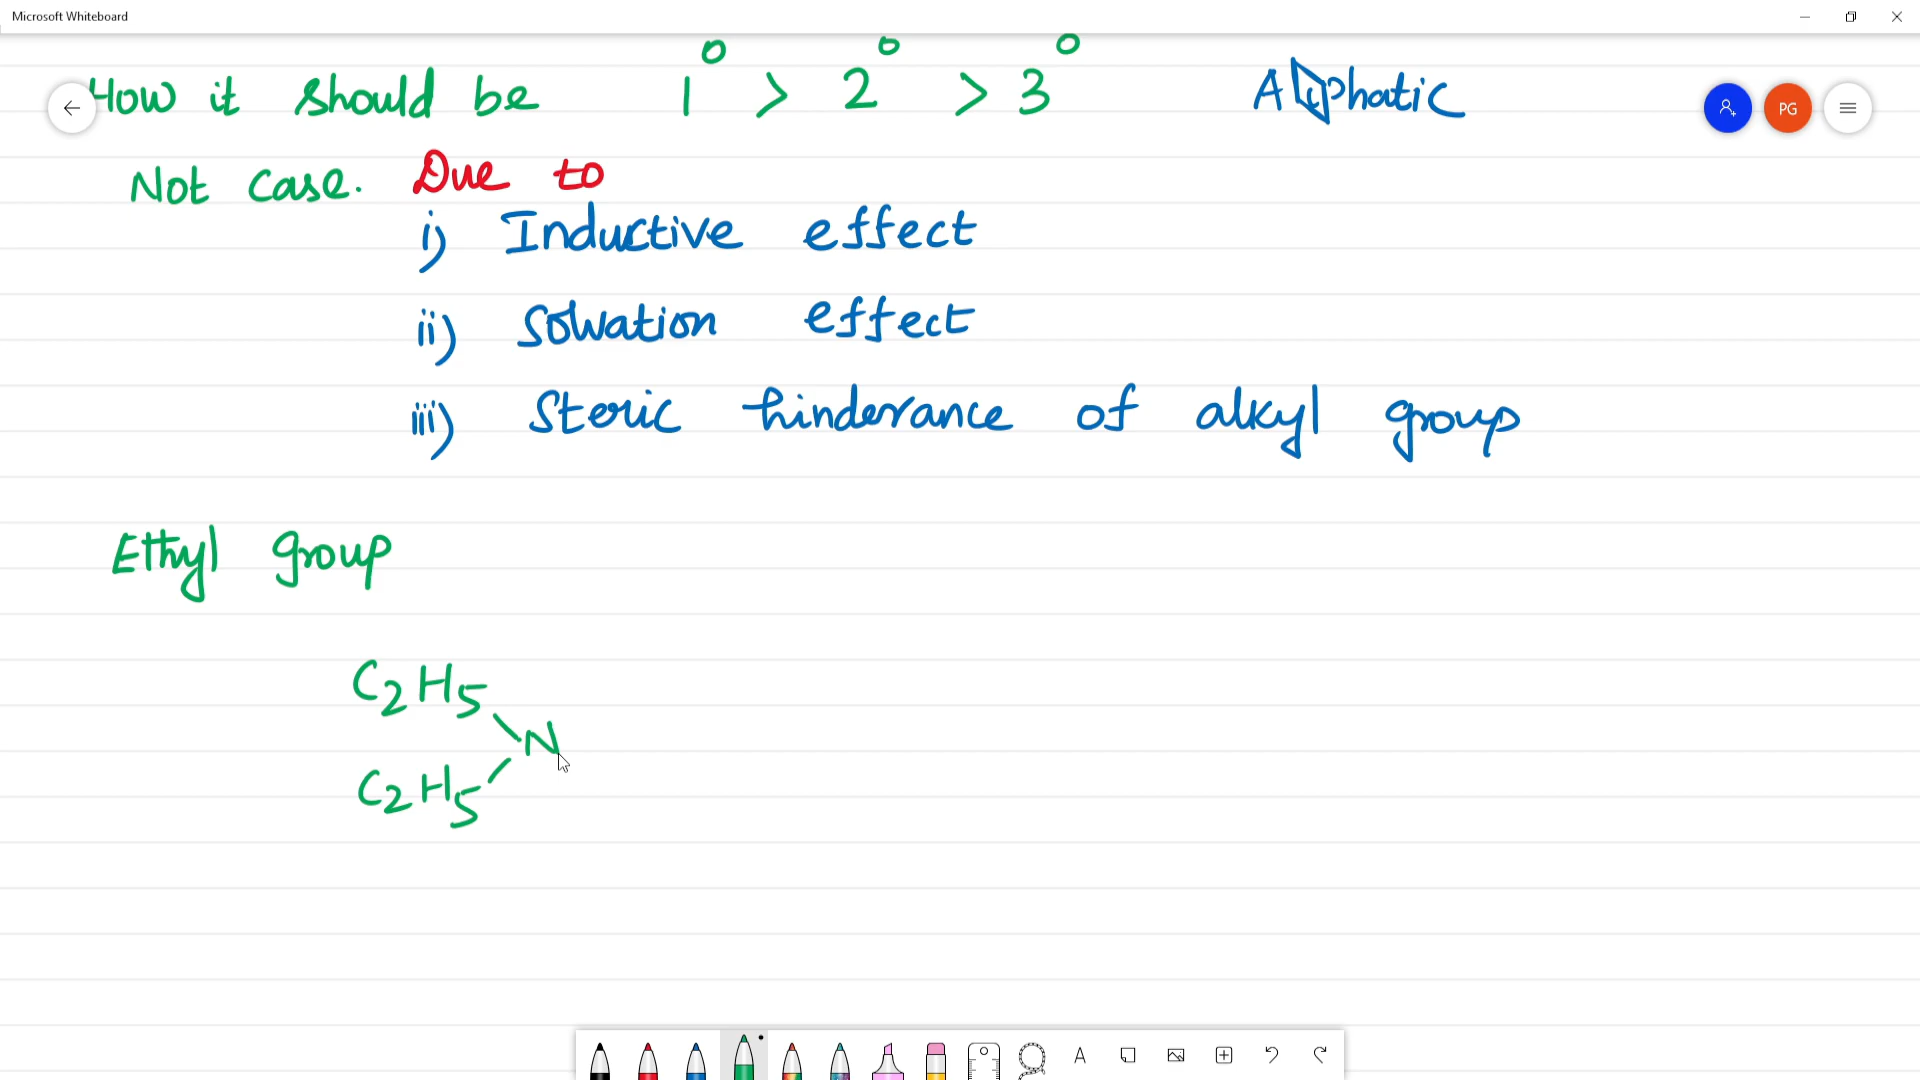 Microsoft Whiteboard
How it should be 1° > 2° > 3° Aliphatic
PG
Not case. Due to
i) Inductive effect
ii) Solvation effect
iii) Steric hinderance of alkyl group
Ethyl group
C2H5
N
C2H5
A